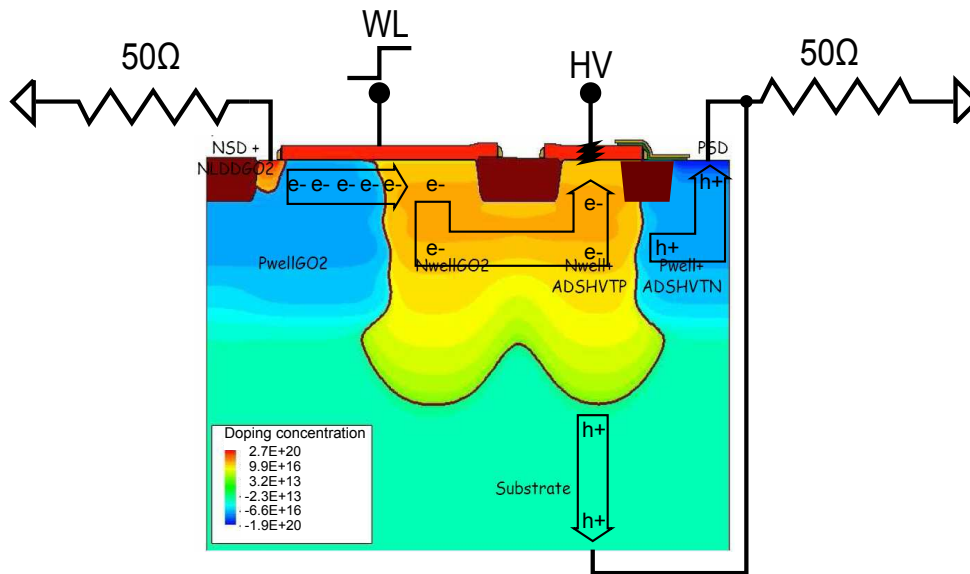 WL
50Ω
HV
50Ω
NSD +
NLDDGO2
PSD
e- e- e- e- e-
e-
e-
h+
e-
e-
h+
PwellGO2
NwellGO2
Nwell+
ADSHVTP
Pwell+
ADSHVTN
Doping concentration
2.7E+20
9.9E+16
3.2E+13
-2.3E+13
-6.6E+16
-1.9E+20
h+
Substrate
h+